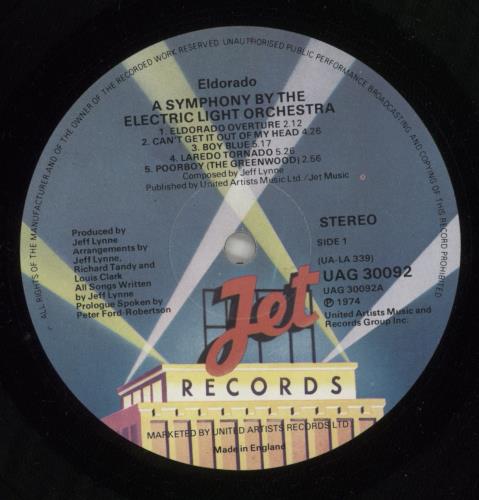 ALL RIGHTS OF THE MANUFACTURER AND OF THE OWNER OF THE RECORDED WORK RESERVED. UNAUTHORISED PUBLIC PERFORMANCE, BROADCASTING AND COPYING OF THIS RECORD PROHIBITED
Eldorado
A SYMPHONY BY THE
ELECTRIC LIGHT ORCHESTRA
1. ELDORADO OVERTURE 2.12
2. CAN'T GET IT OUT OF MY HEAD 4.26
3. BOY BLUE 5.17
4. LAREDO TORNADO 5.26
5. POORBOY (THE GREENWOOD) 2.56
Composed by Jeff Lynne
Published by United Artists Music Ltd./Jet Music
Produced by
Jeff Lynne
Arrangements by
Jeff Lynne,
Richard Tandy and
Louis Clark
All Songs Written
by Jeff Lynne
Prologue Spoken by
Peter Ford-Robertson
STEREO
SIDE 1
(UA-LA 339)
UAG 30092
UAG 30092A
℗ 1974
United Artists Music and
Records Group Inc.
Jet
RECORDS
MARKETED BY UNITED ARTISTS RECORDS LTD
Made in England